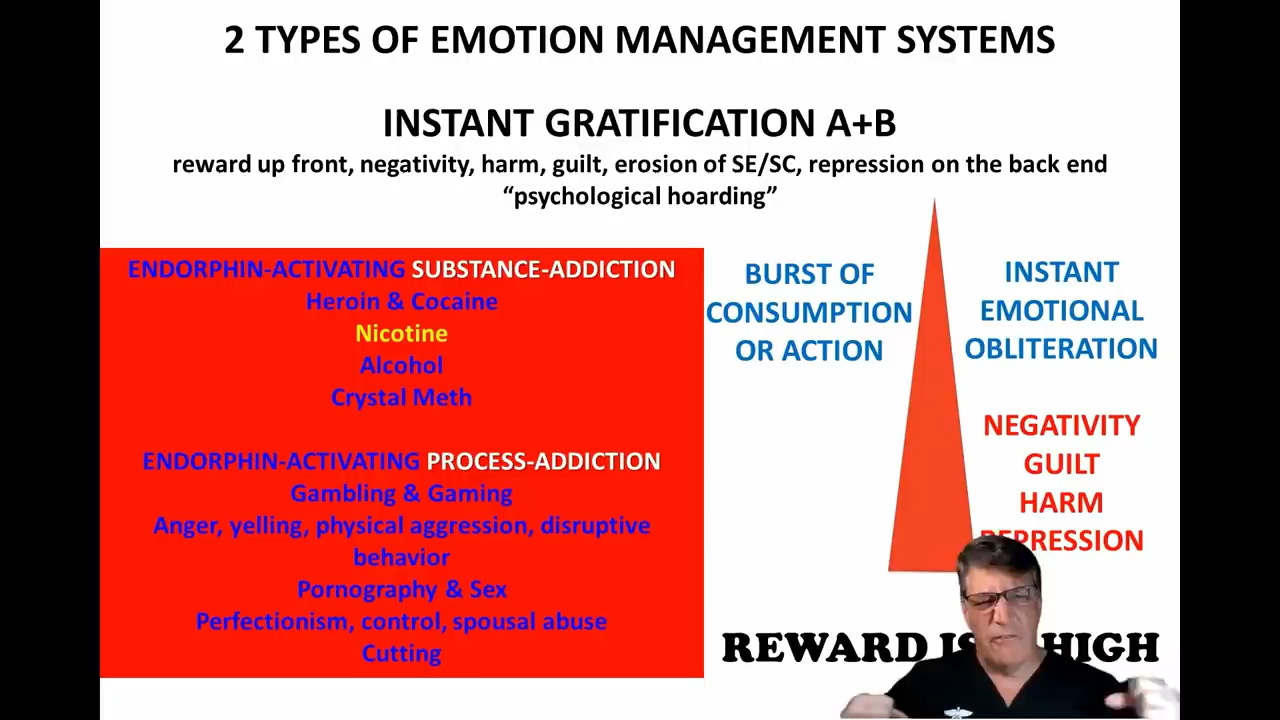 2 TYPES OF EMOTION MANAGEMENT SYSTEMS
INSTANT GRATIFICATION A+B
reward up front, negativity, harm, guilt, erosion of SE/SC, repression on the back end
“psychological hoarding”
ENDORPHIN-ACTIVATING SUBSTANCE-ADDICTION
Heroin & Cocaine
Nicotine
Alcohol
Crystal Meth
ENDORPHIN-ACTIVATING PROCESS-ADDICTION
Gambling & Gaming
Anger, yelling, physical aggression, disruptive
behavior
Pornography & Sex
Perfectionism, control, spousal abuse
Cutting
BURST OF
CONSUMPTION
OR ACTION
INSTANT
EMOTIONAL
OBLITERATION
NEGATIVITY
GUILT
HARM
REPRESSION
REWARD IS HIGH